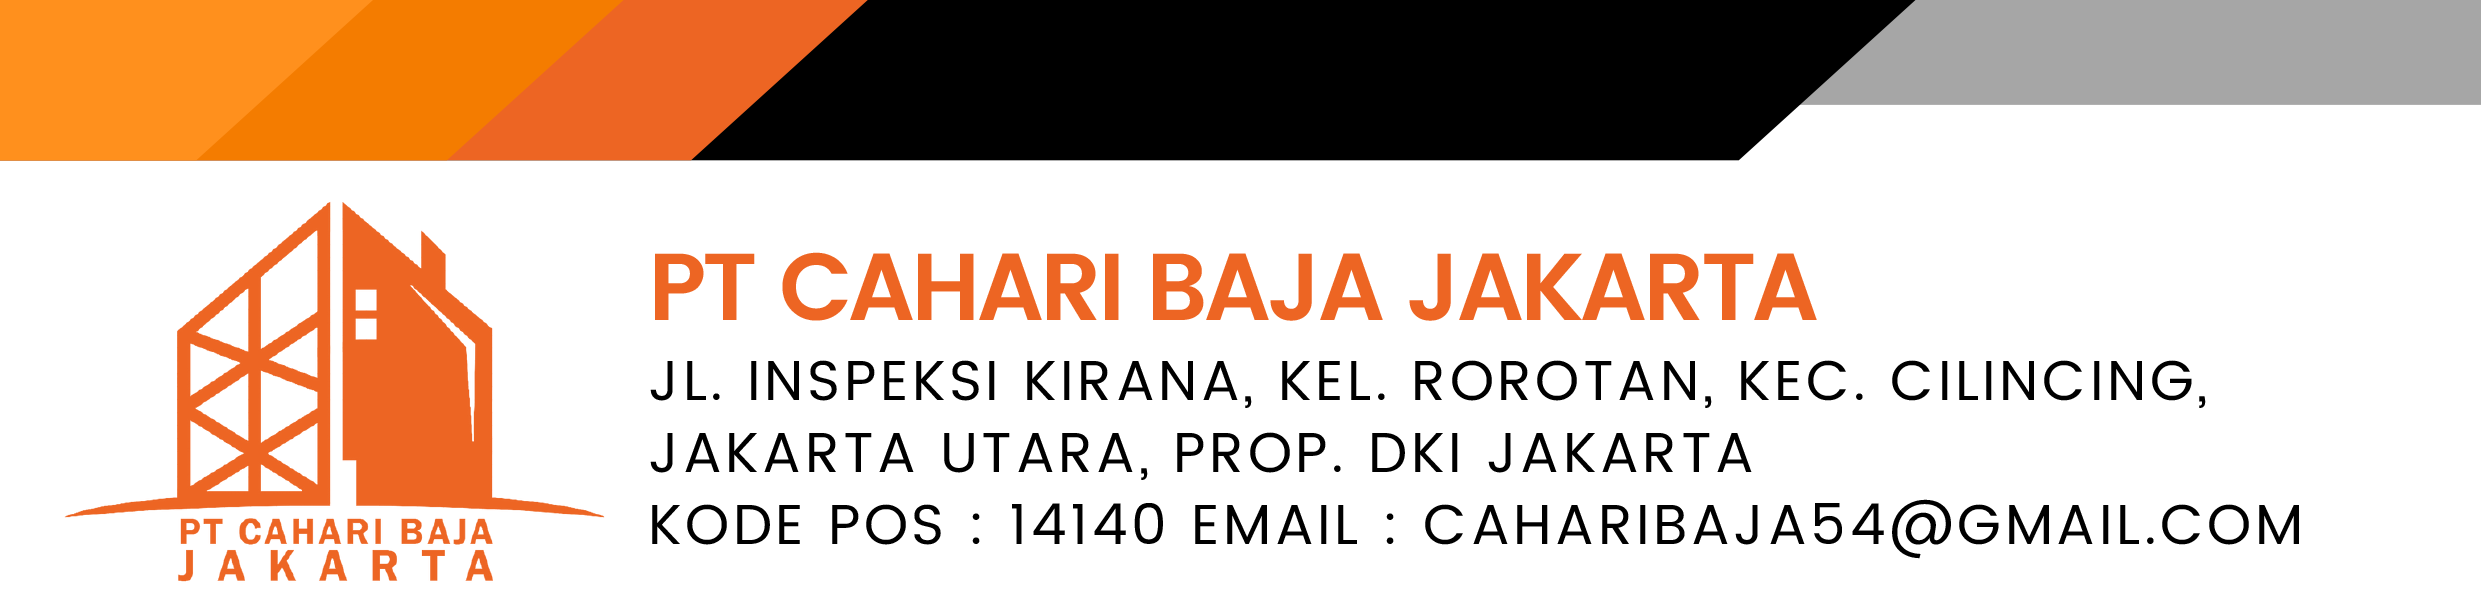 PT CAHARI BAJA JAKARTA
JL. INSPEKSI KIRANA, KEL. ROROTAN, KEC. CILINCING,
JAKARTA UTARA, PROP. DKI JAKARTA
KODE POS : 14140 EMAIL : CAHARIBAJA54@GMAIL.COM
PT CAHARI BAJA
JAKARTA